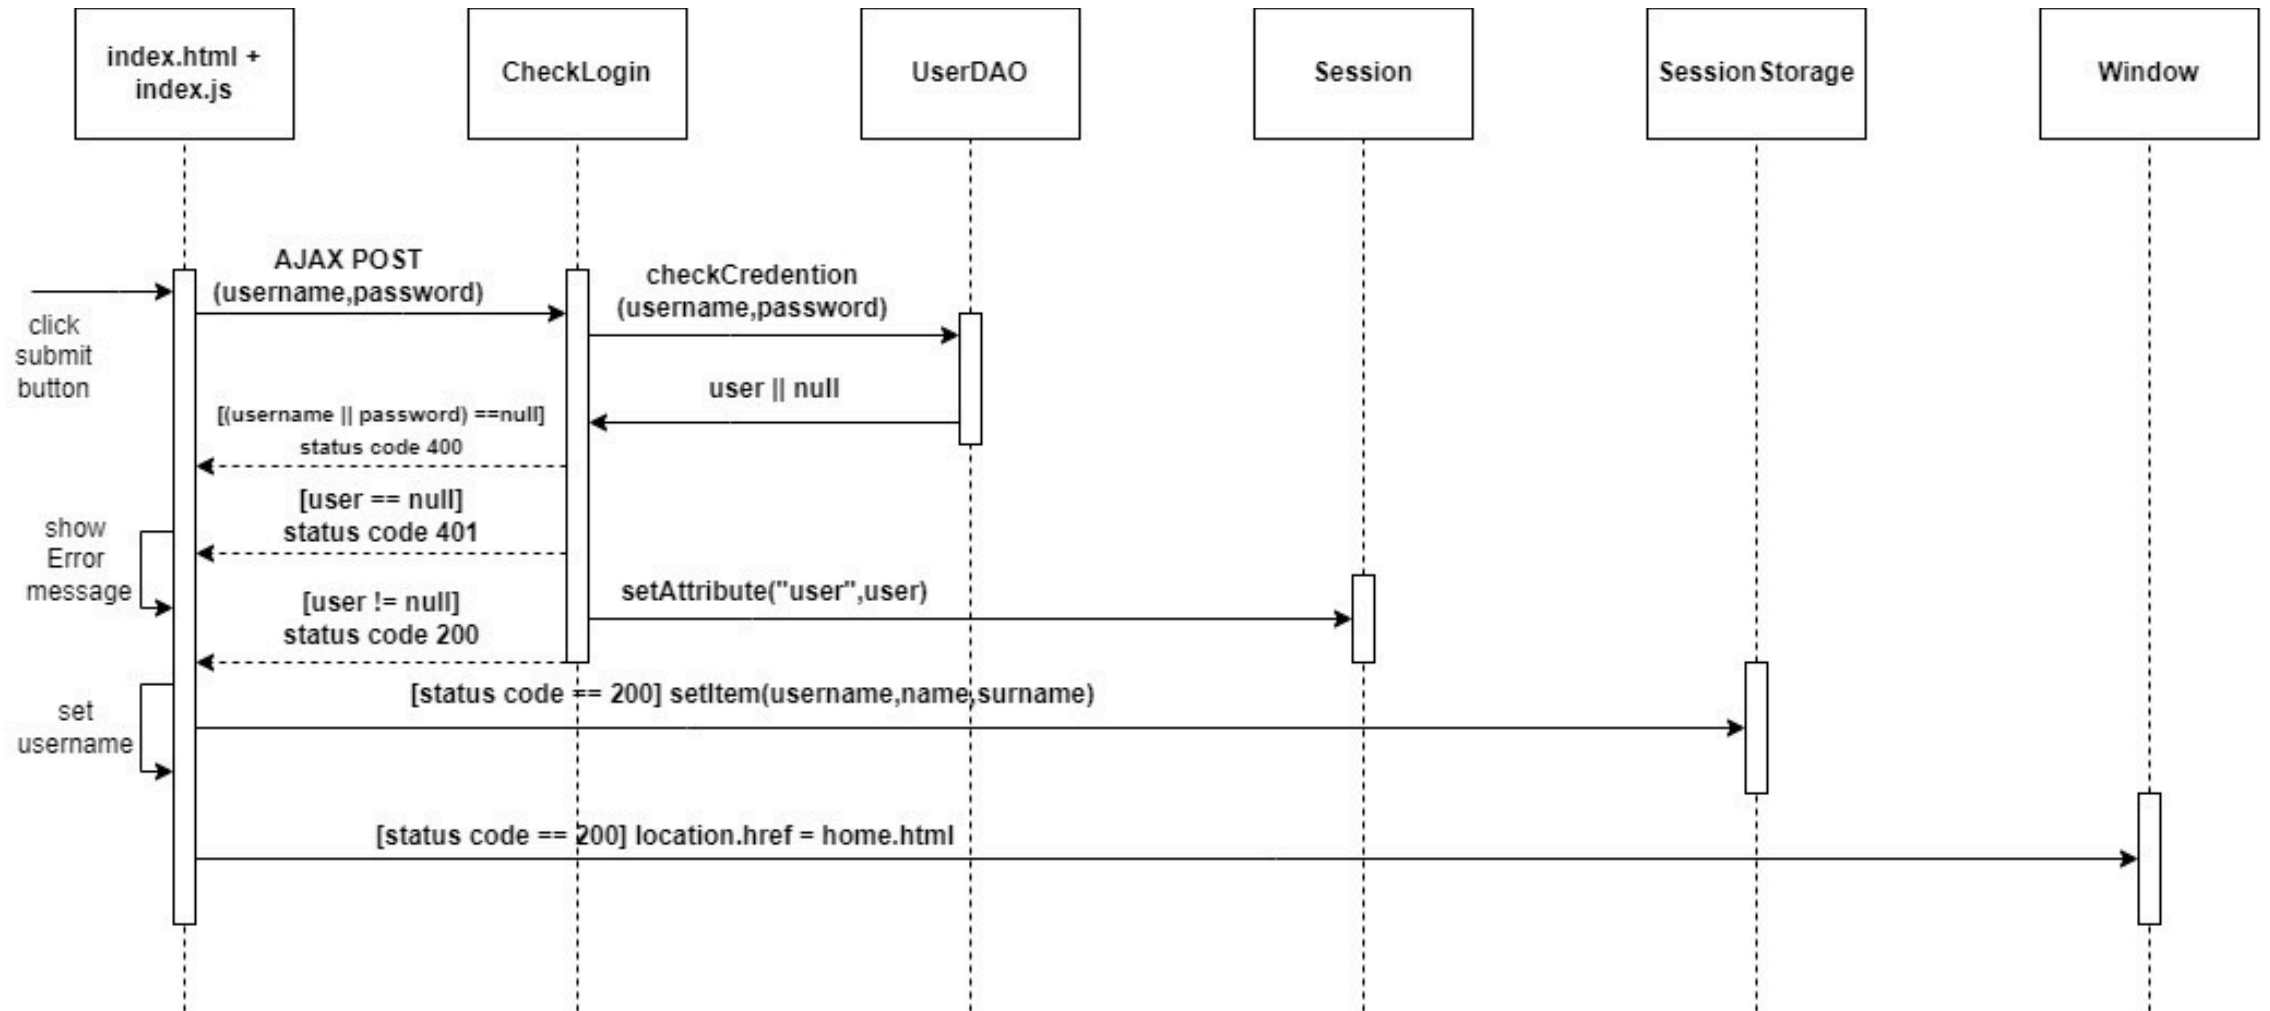 index.html +
index.js
CheckLogin
UserDAO
Session
SessionStorage
Window
AJAX POST
(username,password)
checkCredention
(username,password)
click
submit
button
user || null
[(username || password) ==null]
status code 400
[user == null]
status code 401
show
Error
message
[user != null]
status code 200
setAttribute("user",user)
[status code == 200] setItem(username,name,surname)
set
username
[status code == 200] location.href = home.html